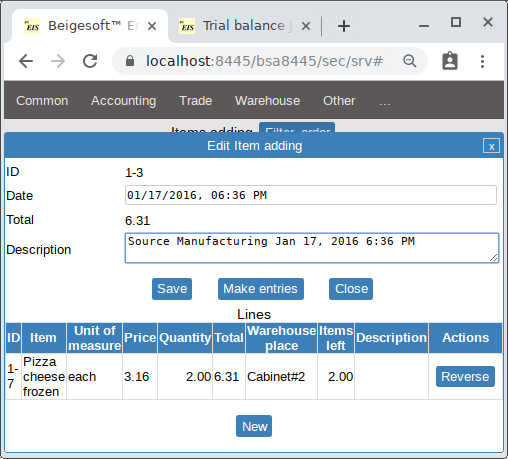 EIS Beigesoft™ En
EIS Trial balance
localhost:8445/bsa8445/sec/srv#
Common Accounting Trade Warehouse Other ...
Items adding Filter, order
Edit Item adding x
ID 1-3
Date 01/17/2016, 06:36 PM
Total 6.31
Description Source Manufacturing Jan 17, 2016 6:36 PM
Save Make entries Close
Lines
ID Item Unit of measure Price Quantity Total Warehouse place Items left Description Actions
1-7 Pizza cheese frozen each 3.16 2.00 6.31 Cabinet#2 2.00 Reverse
New